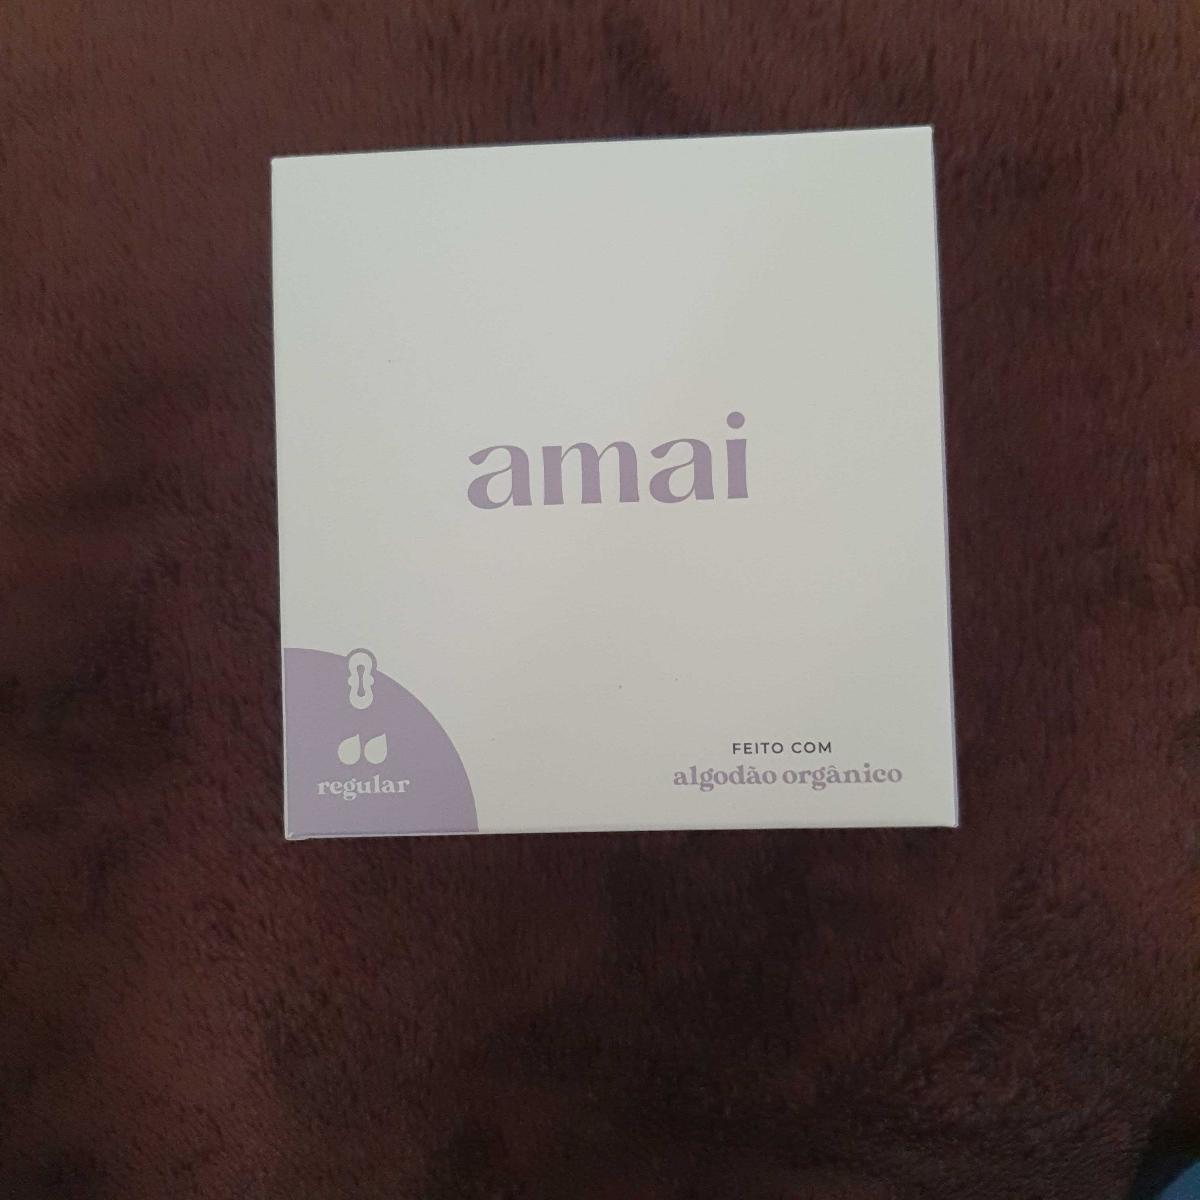 amai
regular
FEITO COM
algodão orgânico